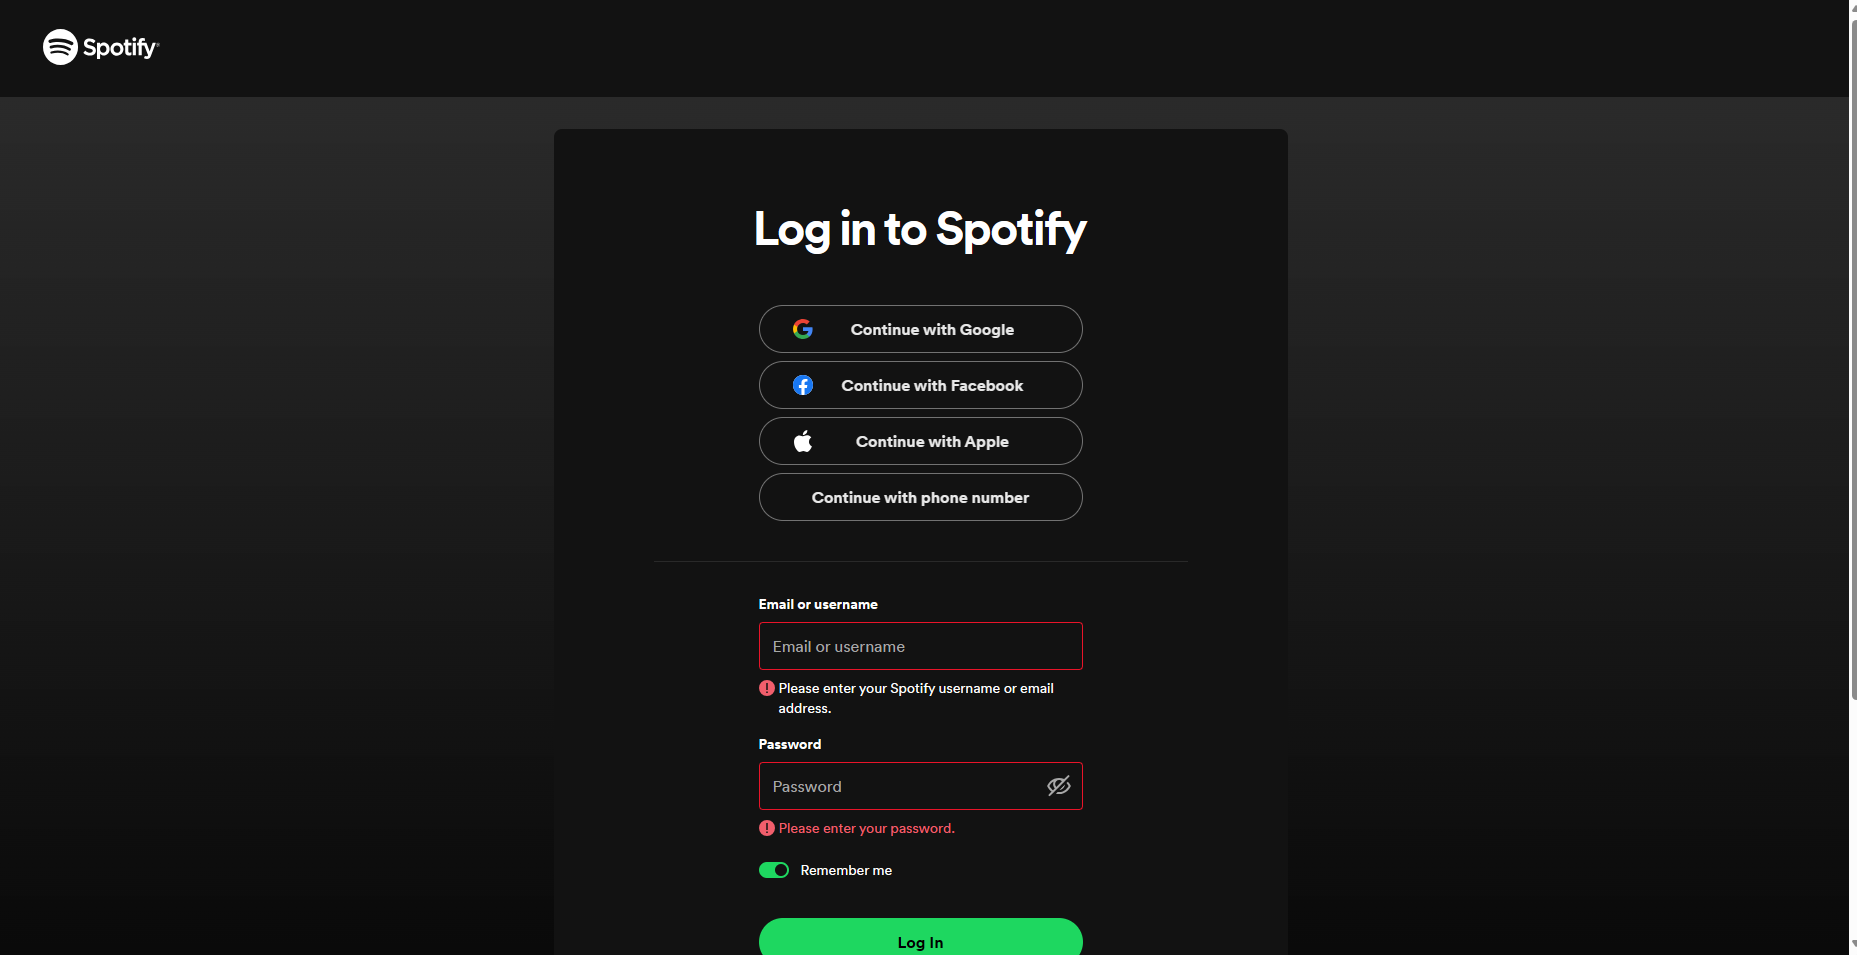 Spotify®
Log in to Spotify
Continue with Google
Continue with Facebook
Continue with Apple
Continue with phone number
Email or username
Email or username
Please enter your Spotify username or email
address.
Password
Password
Please enter your password.
Remember me
Log In